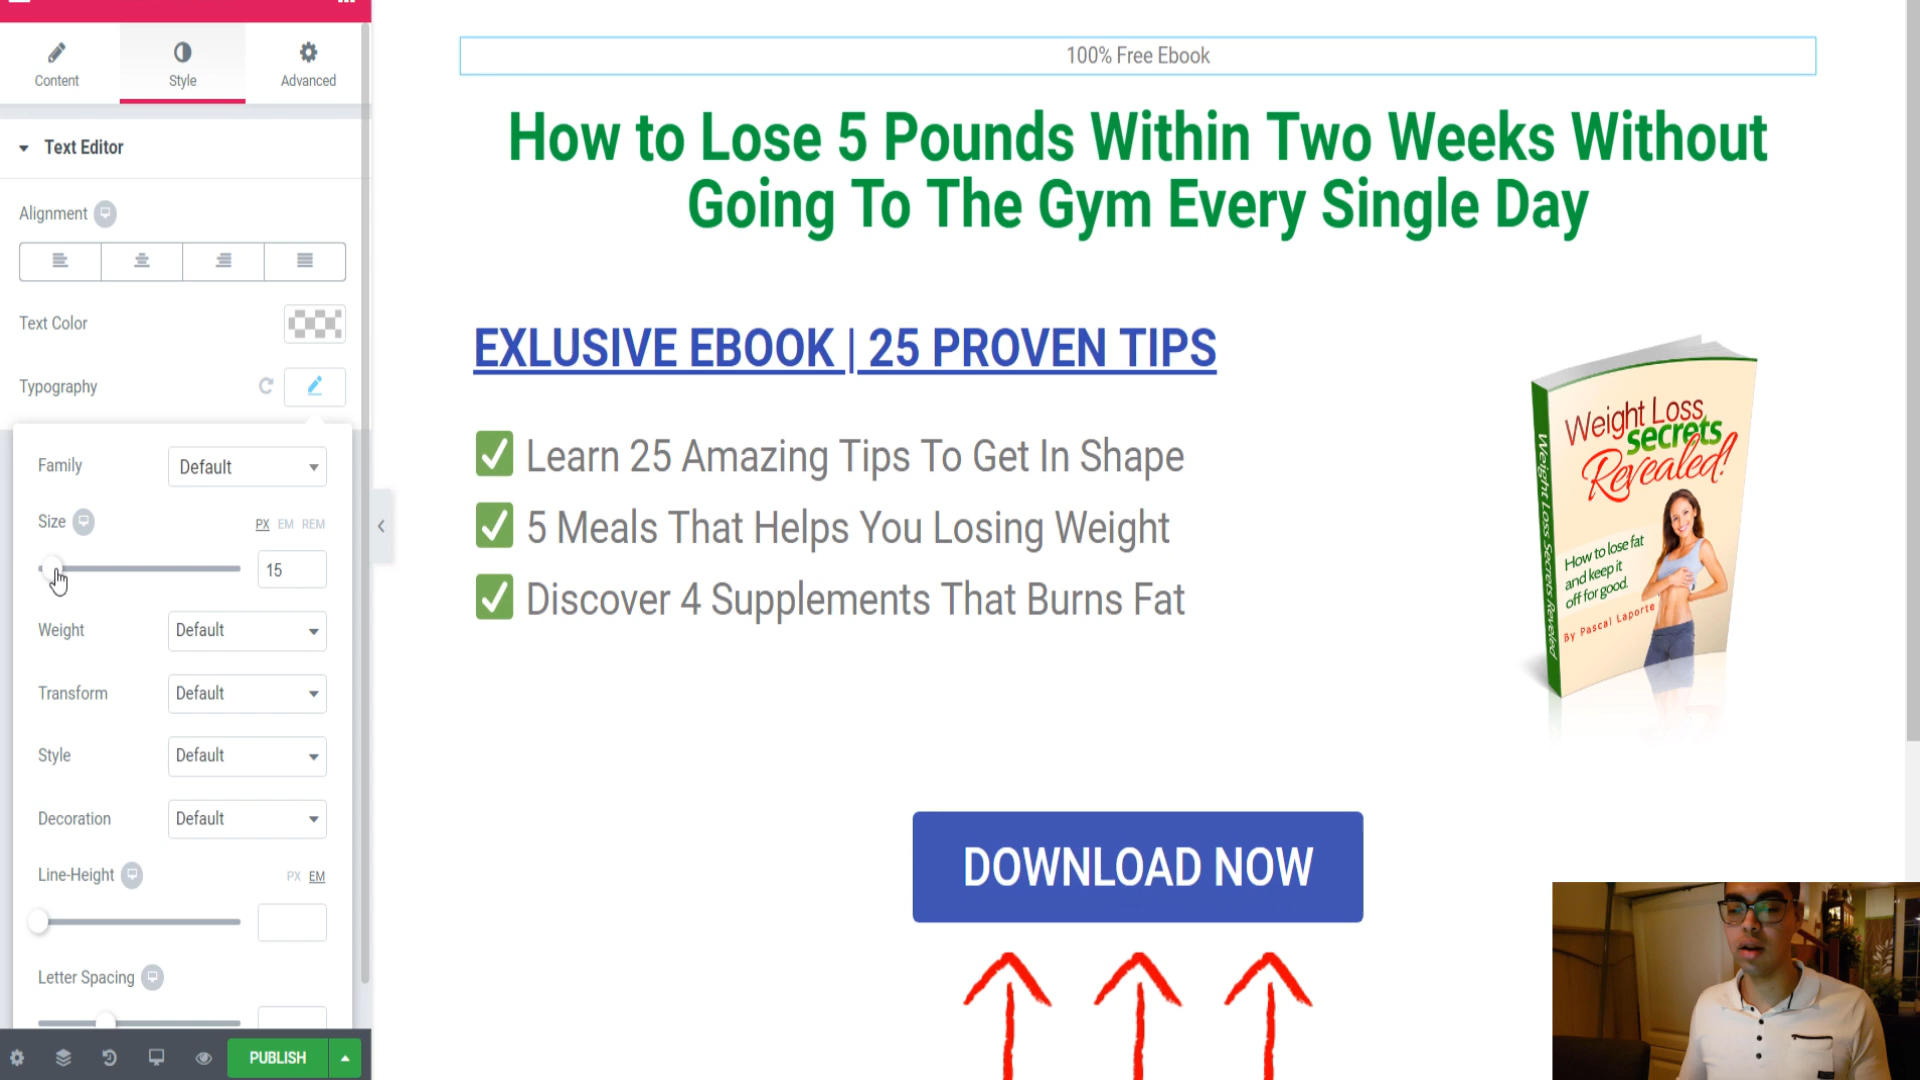 Content
Style
Advanced
Text Editor
Alignment
Text Color
Typography
Family
Default
Size
PX EM REM
15
Weight
Default
Transform
Default
Style
Default
Decoration
Default
Line-Height
PX EM
Letter Spacing
PUBLISH
100% Free Ebook
How to Lose 5 Pounds Within Two Weeks Without
Going To The Gym Every Single Day
EXLUSIVE EBOOK | 25 PROVEN TIPS
Learn 25 Amazing Tips To Get In Shape
5 Meals That Helps You Losing Weight
Discover 4 Supplements That Burns Fat
Weight Loss Secrets Revealed
Weight Loss
secrets
Revealed!
How to lose fat
and keep it
off for good.
By Pascal Laporte
DOWNLOAD NOW